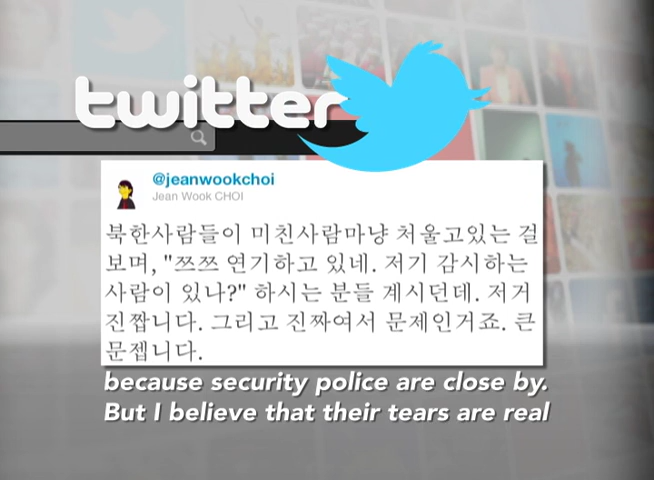 twitter
@jeanwookchoi
Jean Wook CHOI
북한사람들이 미친사람마냥 처울고있는 걸
보며, "쯔쯔 연기하고 있네. 저기 감시하는
사람이 있나?" 하시는 분들 계시던데. 저거
진짭니다. 그리고 진짜여서 문제인거죠. 큰
문젭니다.
because security police are close by.
But I believe that their tears are real